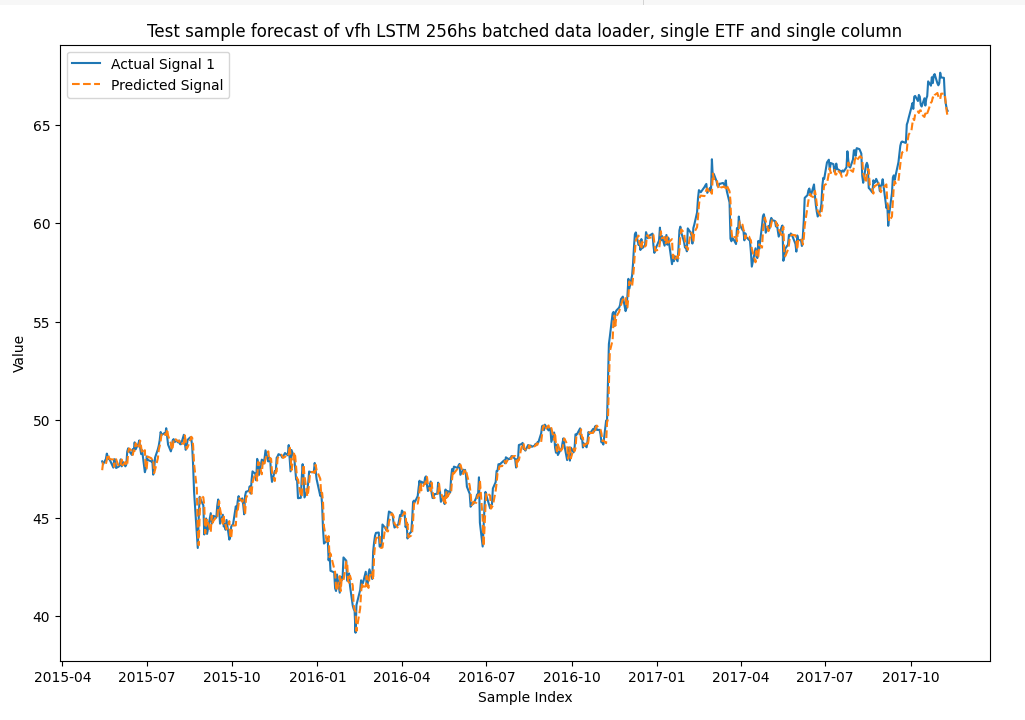 Test sample forecast of vfh LSTM 256hs batched data loader, single ETF and single column
Actual Signal 1
Predicted Signal
65
60
55
50
45
40
Value
2015-04 2015-07 2015-10 2016-01 2016-04 2016-07 2016-10 2017-01 2017-04 2017-07 2017-10
Sample Index